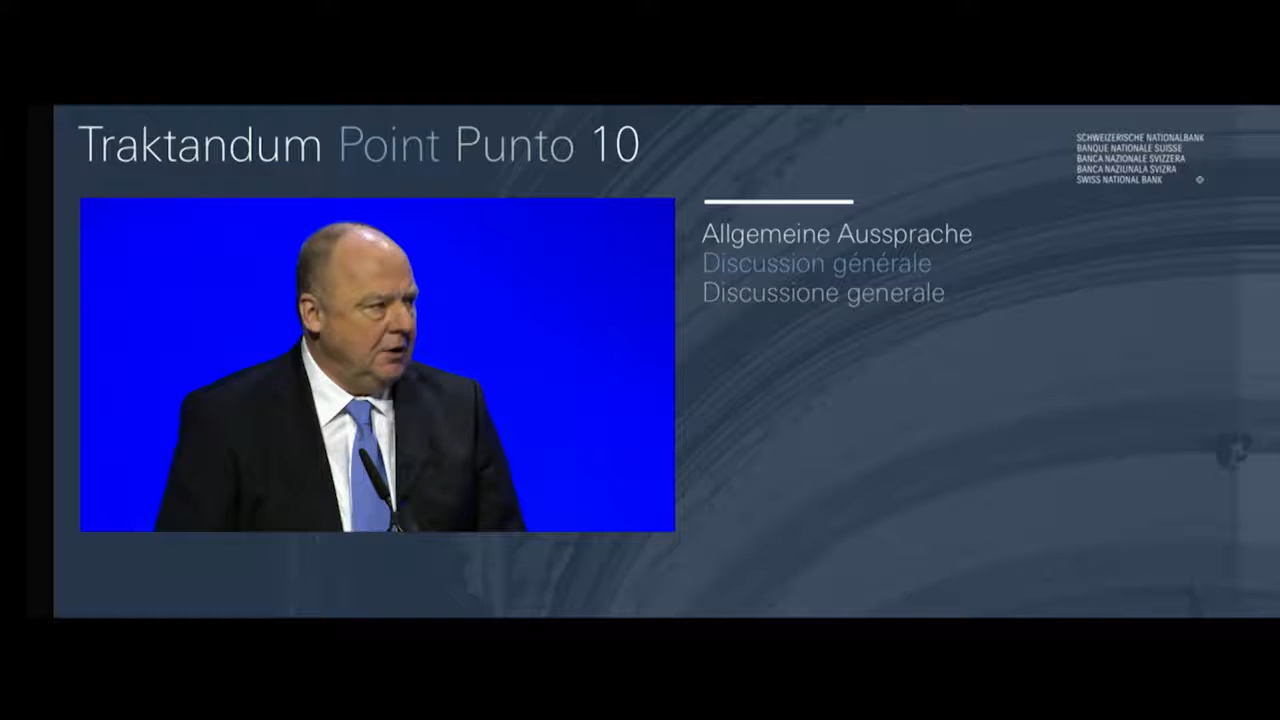 Traktandum Point Punto 10
SCHWEIZERISCHE NATIONALBANK
BANQUE NATIONALE SUISSE
BANCA NAZIONALE SVIZZERA
BANCA NAZIUNALA SVIZRA
SWISS NATIONAL BANK
Allgemeine Aussprache
Discussion générale
Discussione generale